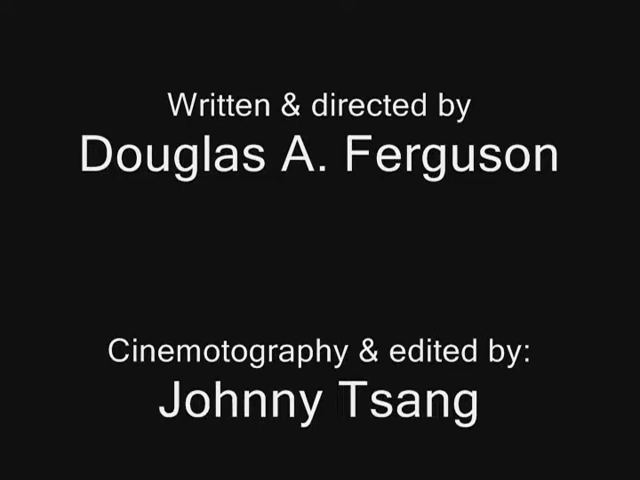 Written & directed by
Douglas A. Ferguson
Cinemotography & edited by:
Johnny Tsang